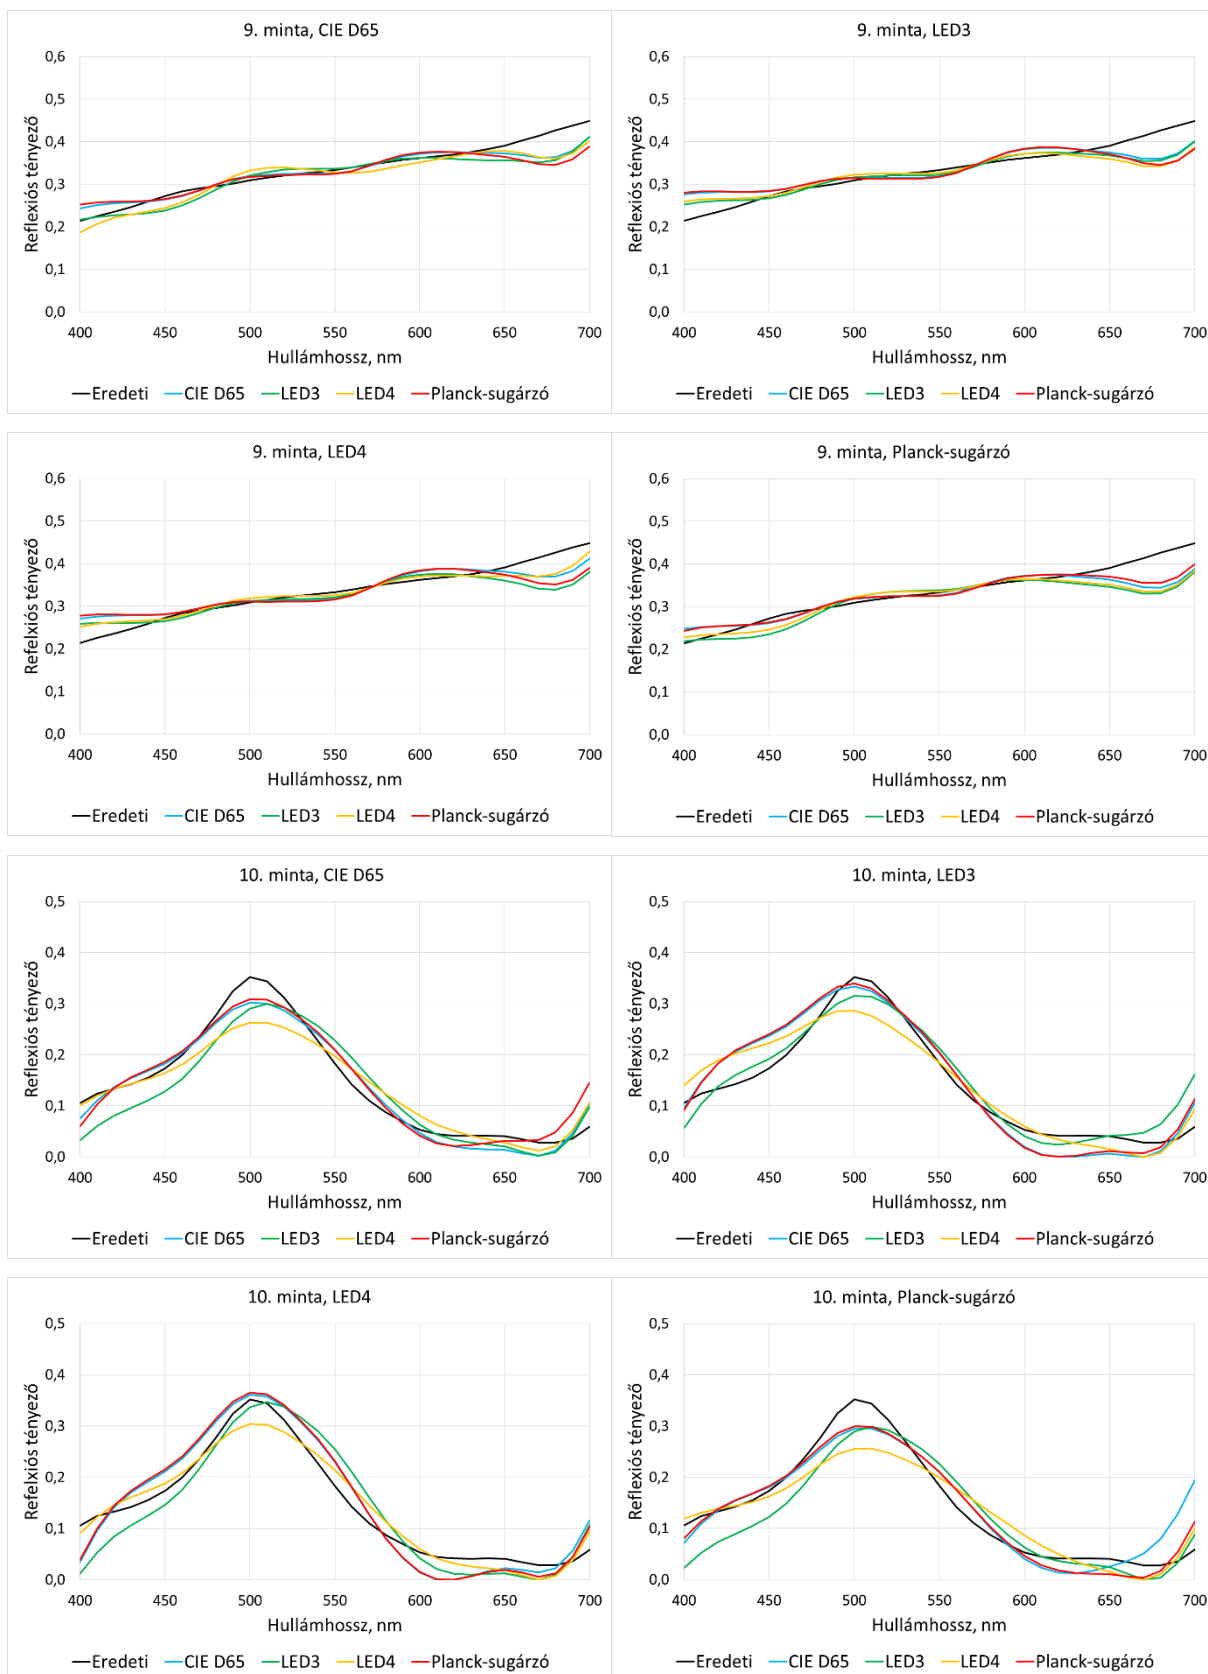 9. minta, CIE D65
0,6
0,5
0,4
0,3
0,2
0,1
0,0
Reflexiós tényező
400 450 500 550 600 650 700
Hullámhossz, nm
Eredeti CIE D65 LED3 LED4 Planck-sugárzó
9. minta, LED3
0,6
0,5
0,4
0,3
0,2
0,1
0,0
Reflexiós tényező
400 450 500 550 600 650 700
Hullámhossz, nm
Eredeti CIE D65 LED3 LED4 Planck-sugárzó
9. minta, LED4
0,6
0,5
0,4
0,3
0,2
0,1
0,0
Refelxiós tényező
400 450 500 550 600 650 700
Hullámhossz, nm
Eredeti CIE D65 LED3 LED4 Planck-sugárzó
9. minta, Planck-sugárzó
0,6
0,5
0,4
0,3
0,2
0,1
0,0
Reflexiós tényező
400 450 500 550 600 650 700
Hullámhossz, nm
Eredeti CIE D65 LED3 LED4 Planck-sugárzó
10. minta, CIE D65
0,5
0,4
0,3
0,2
0,1
0,0
Reflexiós tényező
400 450 500 550 600 650 700
Hullámhossz, nm
Eredeti CIE D65 LED3 LED4 Planck-sugárzó
10. minta, LED3
0,5
0,4
0,3
0,2
0,1
0,0
Reflexiós tényező
400 450 500 550 600 650 700
Hullámhossz, nm
Eredeti CIE D65 LED3 LED4 Planck-sugárzó
10. minta, LED4
0,5
0,4
0,3
0,2
0,1
0,0
Refelxiós tényező
400 450 500 550 600 650 700
Hullámhossz, nm
Eredeti CIE D65 LED3 LED4 Planck-sugárzó
10. minta, Planck-sugárzó
0,5
0,4
0,3
0,2
0,1
0,0
Reflexiós tényező
400 450 500 550 600 650 700
Hullámhossz, nm
Eredeti CIE D65 LED3 LED4 Planck-sugárzó